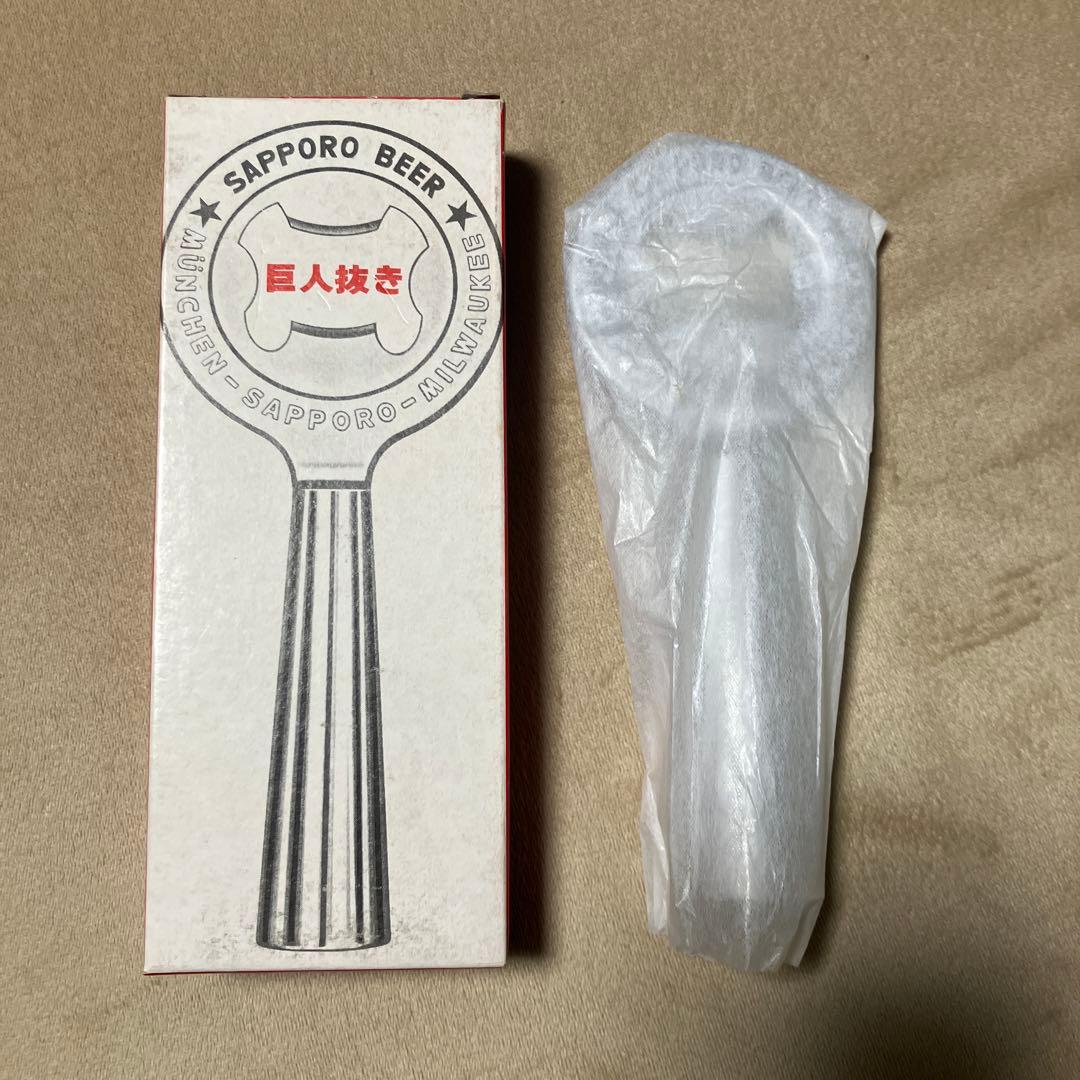 ★ SAPPORO BEER ★
巨人抜き
MÜNCHEN-SAPPORO-MILWAUKEE